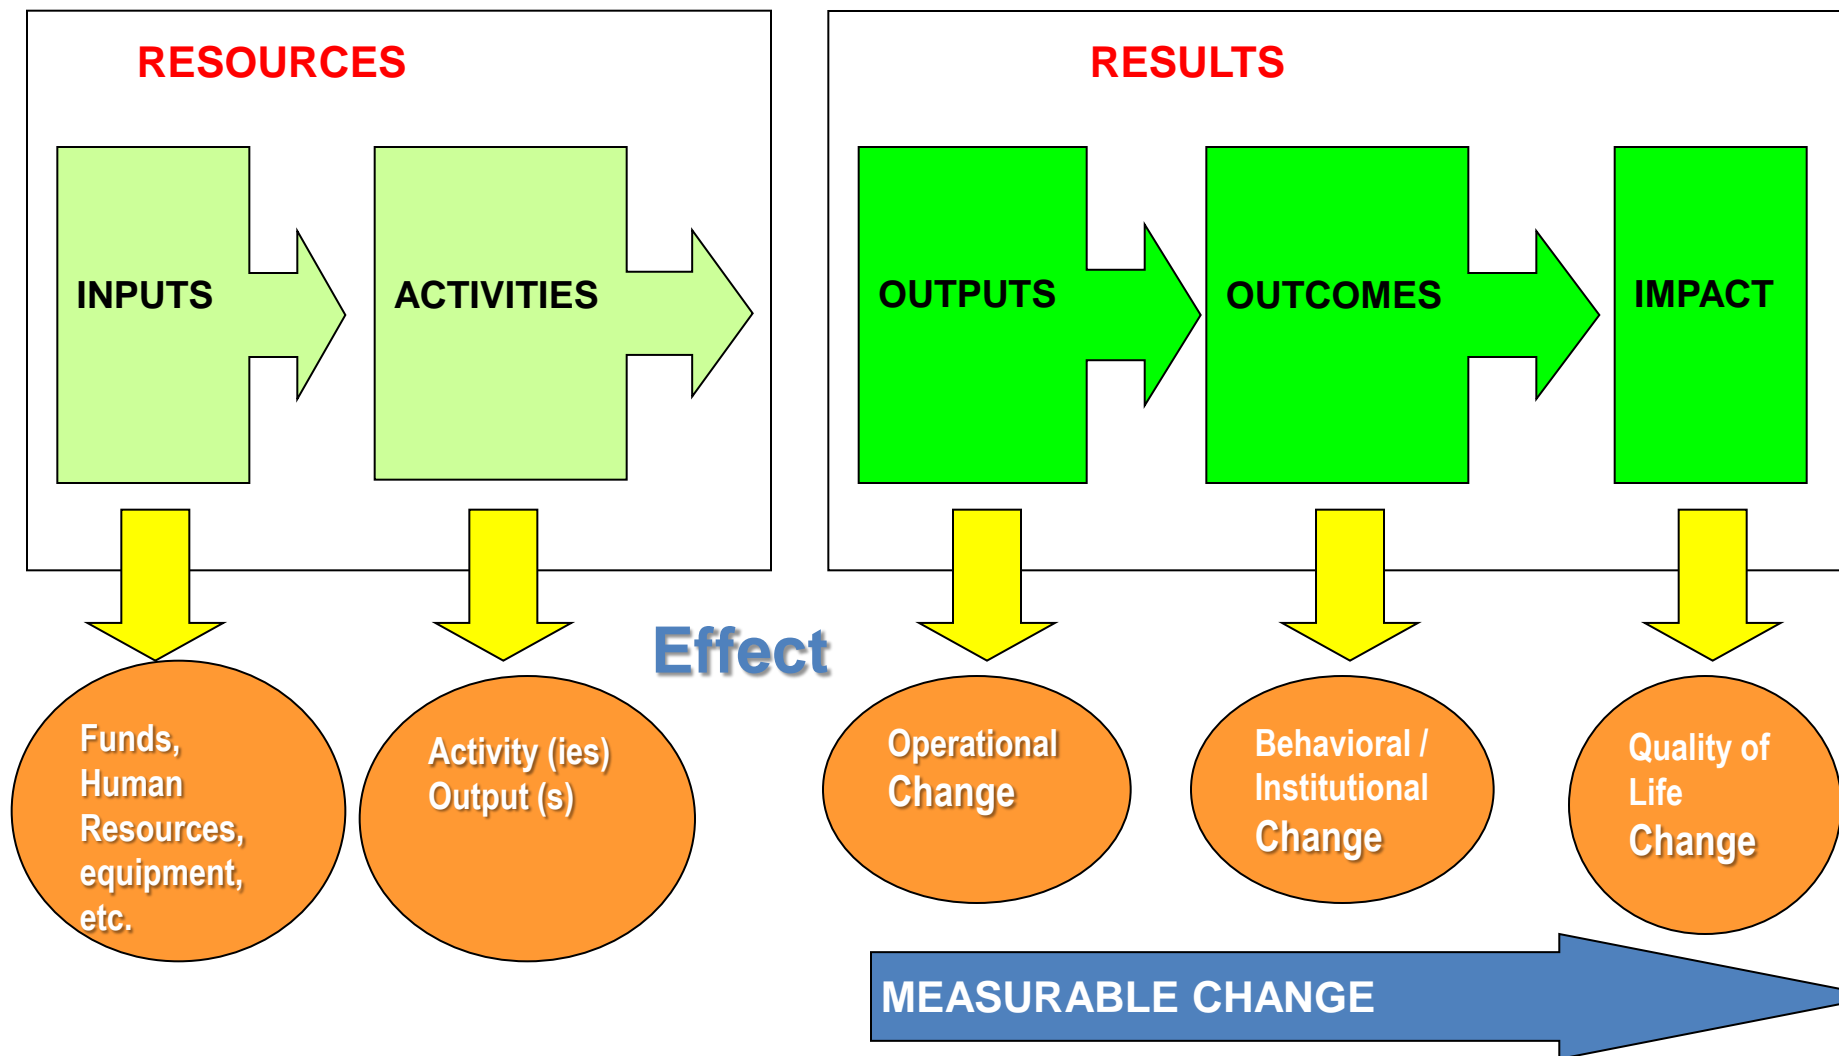 RESOURCES
RESULTS
INPUTS
ACTIVITIES
OUTPUTS
OUTCOMES
IMPACT
Effect
Funds,
Human
Resources,
equipment,
etc.
Activity (ies)
Output (s)
Operational
Change
Behavioral /
Institutional
Change
Quality of
Life
Change
MEASURABLE CHANGE